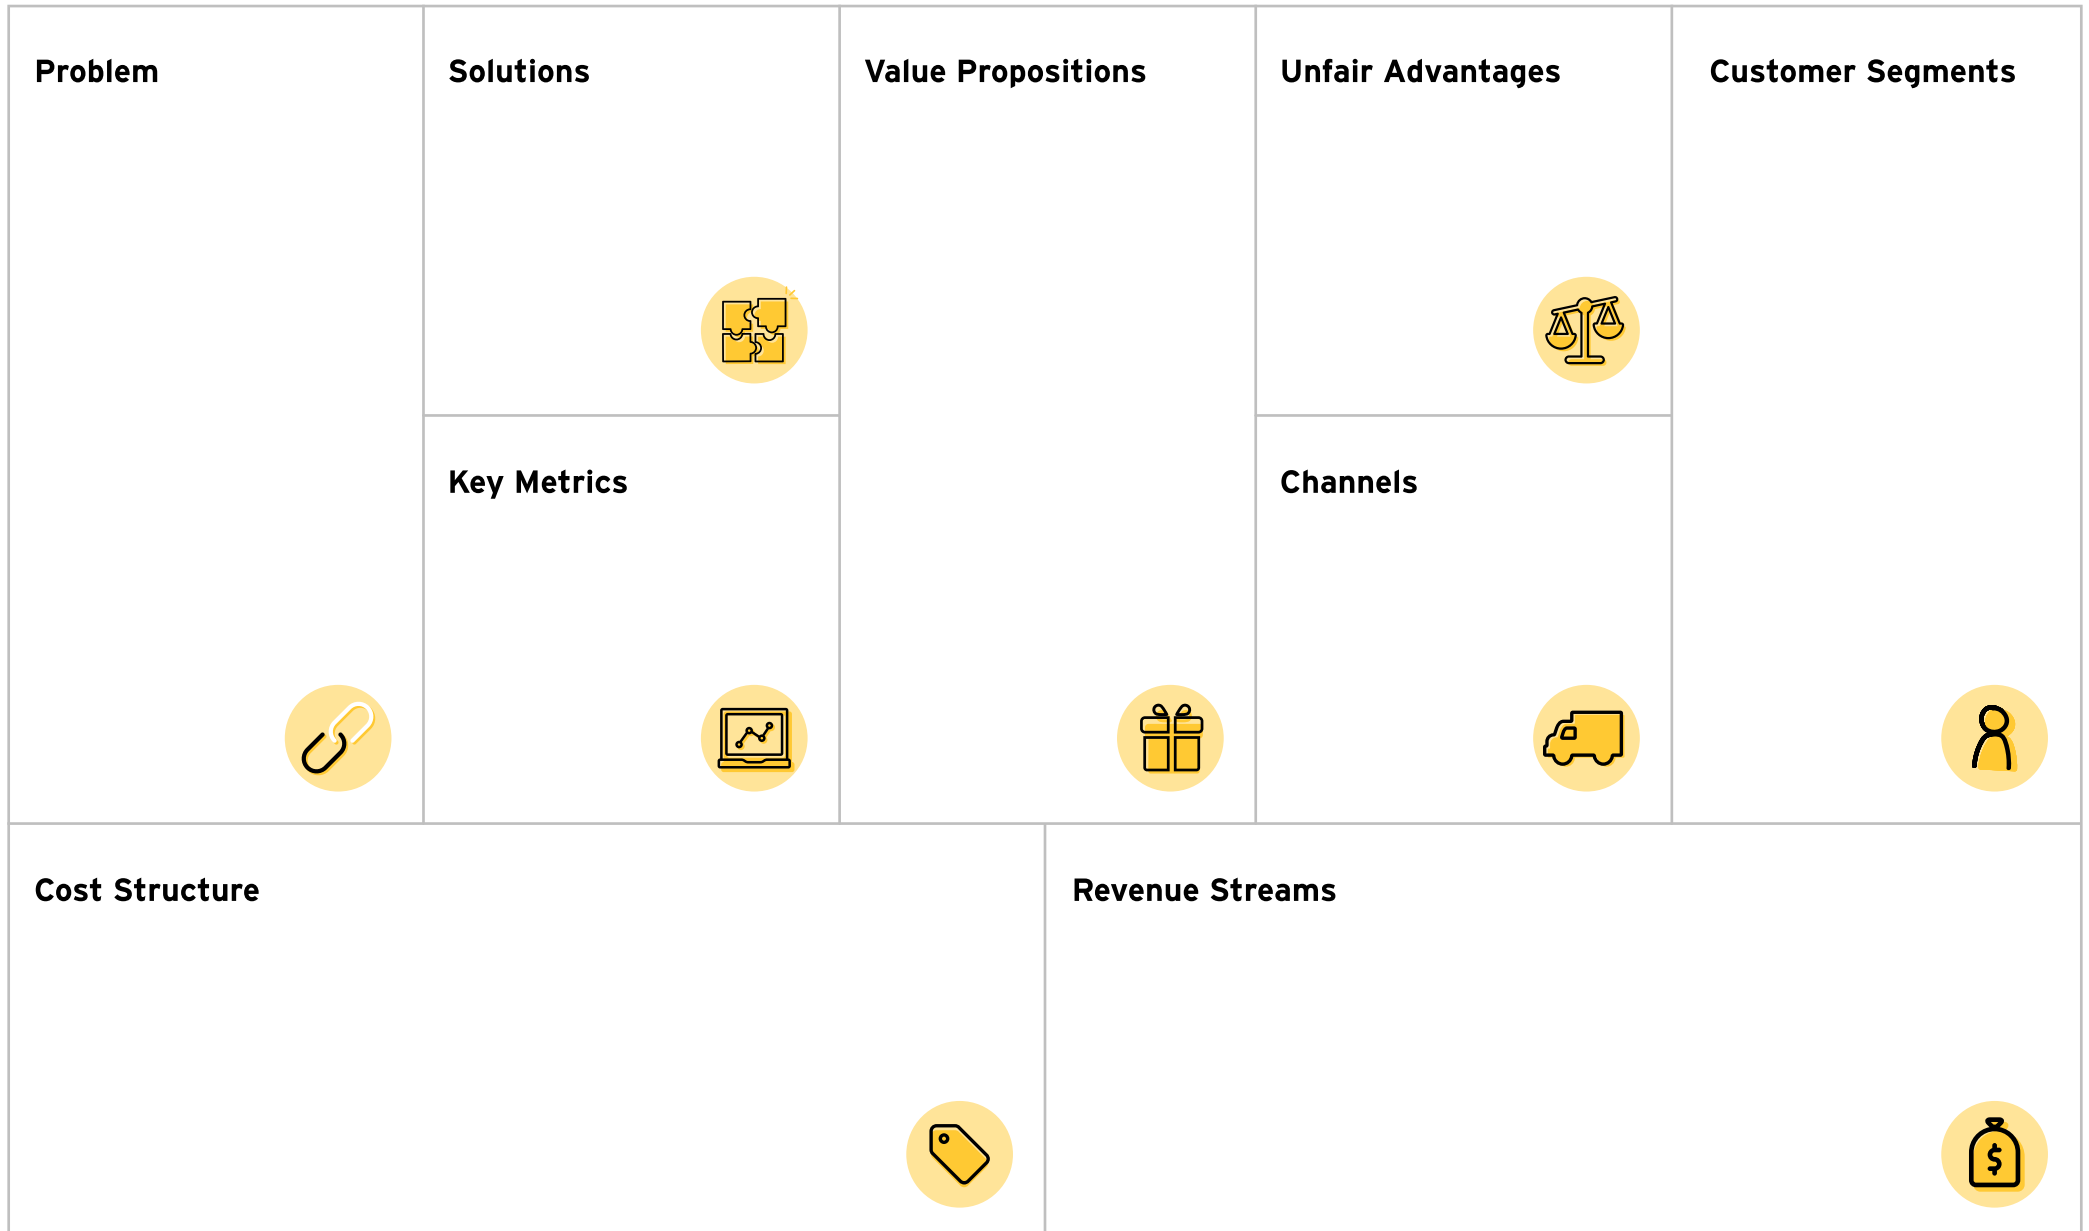 Problem
Solutions
Value Propositions
Unfair Advantages
Customer Segments
Key Metrics
Channels
Cost Structure
Revenue Streams
$